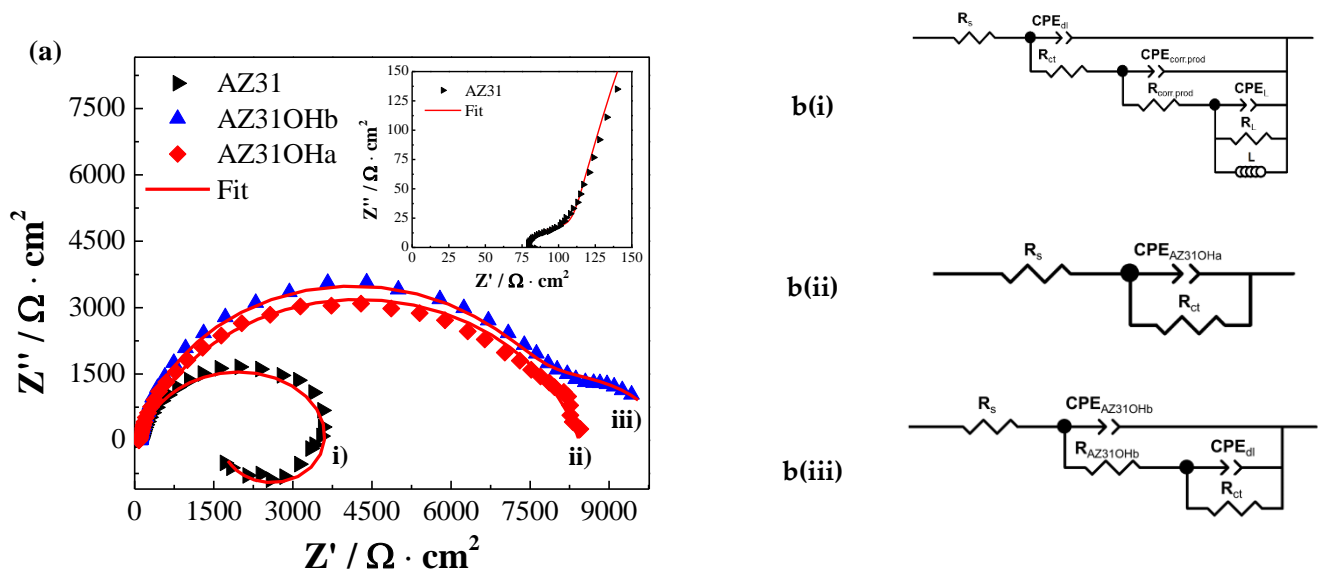 (a)
AZ31
AZ31OHb
AZ31OHa
Fit
Z'' / Ω · cm²
7500
6000
4500
3000
1500
0
0 1500 3000 4500 6000 7500 9000
Z' / Ω · cm²
i)
ii)
iii)
AZ31
Fit
Z'' / Ω · cm²
150
125
100
75
50
25
0
0 25 50 75 100 125 150
Z' / Ω · cm²
b(i)
Rs
CPEdl
Rct
CPEcorr.prod
Rcorr.prod
CPEL
RL
L
b(ii)
Rs
CPEAZ31OHa
Rct
b(iii)
Rs
CPEAZ31OHb
RAZ31OHb
CPEdl
Rct